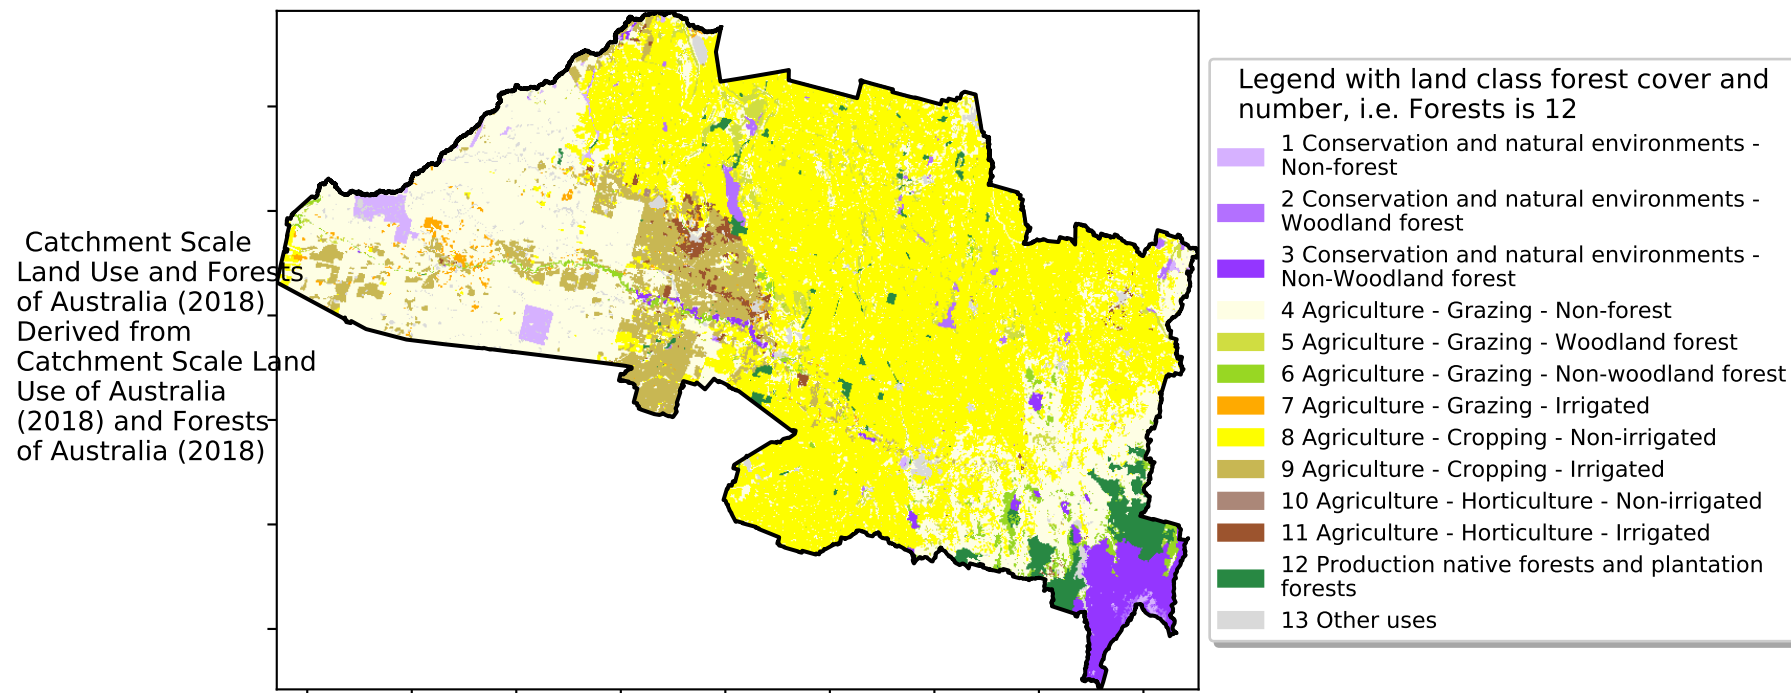 Catchment Scale
Land Use and Forests
of Australia (2018)
Derived from
Catchment Scale Land
Use of Australia
(2018) and Forests
of Australia (2018)
Legend with land class forest cover and
number, i.e. Forests is 12
1 Conservation and natural environments -
Non-forest
2 Conservation and natural environments -
Woodland forest
3 Conservation and natural environments -
Non-Woodland forest
4 Agriculture - Grazing - Non-forest
5 Agriculture - Grazing - Woodland forest
6 Agriculture - Grazing - Non-woodland forest
7 Agriculture - Grazing - Irrigated
8 Agriculture - Cropping - Non-irrigated
9 Agriculture - Cropping - Irrigated
10 Agriculture - Horticulture - Non-irrigated
11 Agriculture - Horticulture - Irrigated
12 Production native forests and plantation
forests
13 Other uses